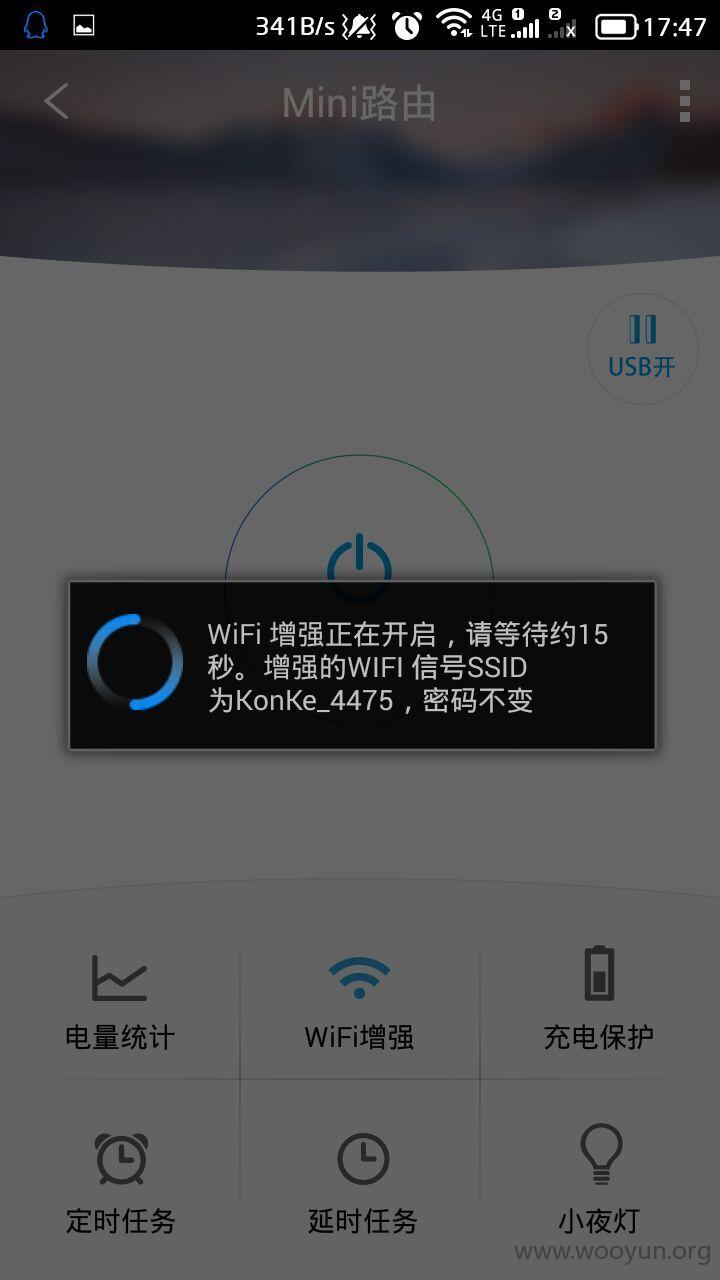 341B/s 4G LTE 1 2 17:47
Mini路由
USB开
WiFi 增强正在开启，请等待约15
秒。增强的WIFI 信号SSID
为KonKe_4475，密码不变
电量统计 WiFi增强 充电保护
定时任务 延时任务 小夜灯
www.wooyun.org